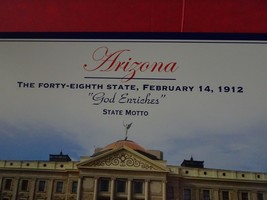 Arizona
The forty-eighth state, February 14, 1912
"God Enriches"
State Motto